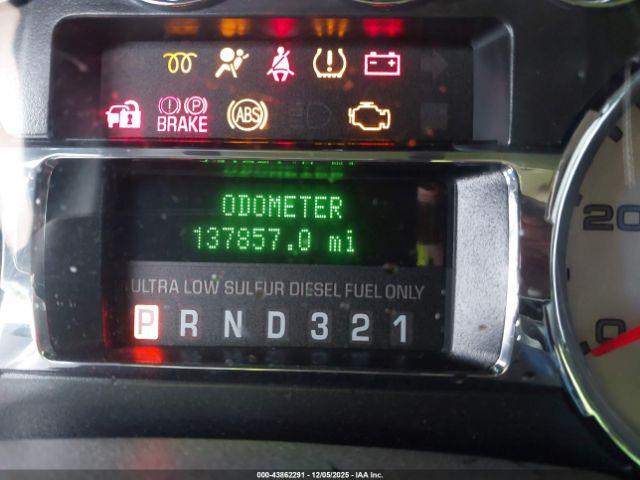 BRAKE
ABS
ODOMETER
137857.0 mi
ULTRA LOW SULFUR DIESEL FUEL ONLY
P R N D 3 2 1
20
0
000-43862291 - 12/05/2025 - IAA Inc.